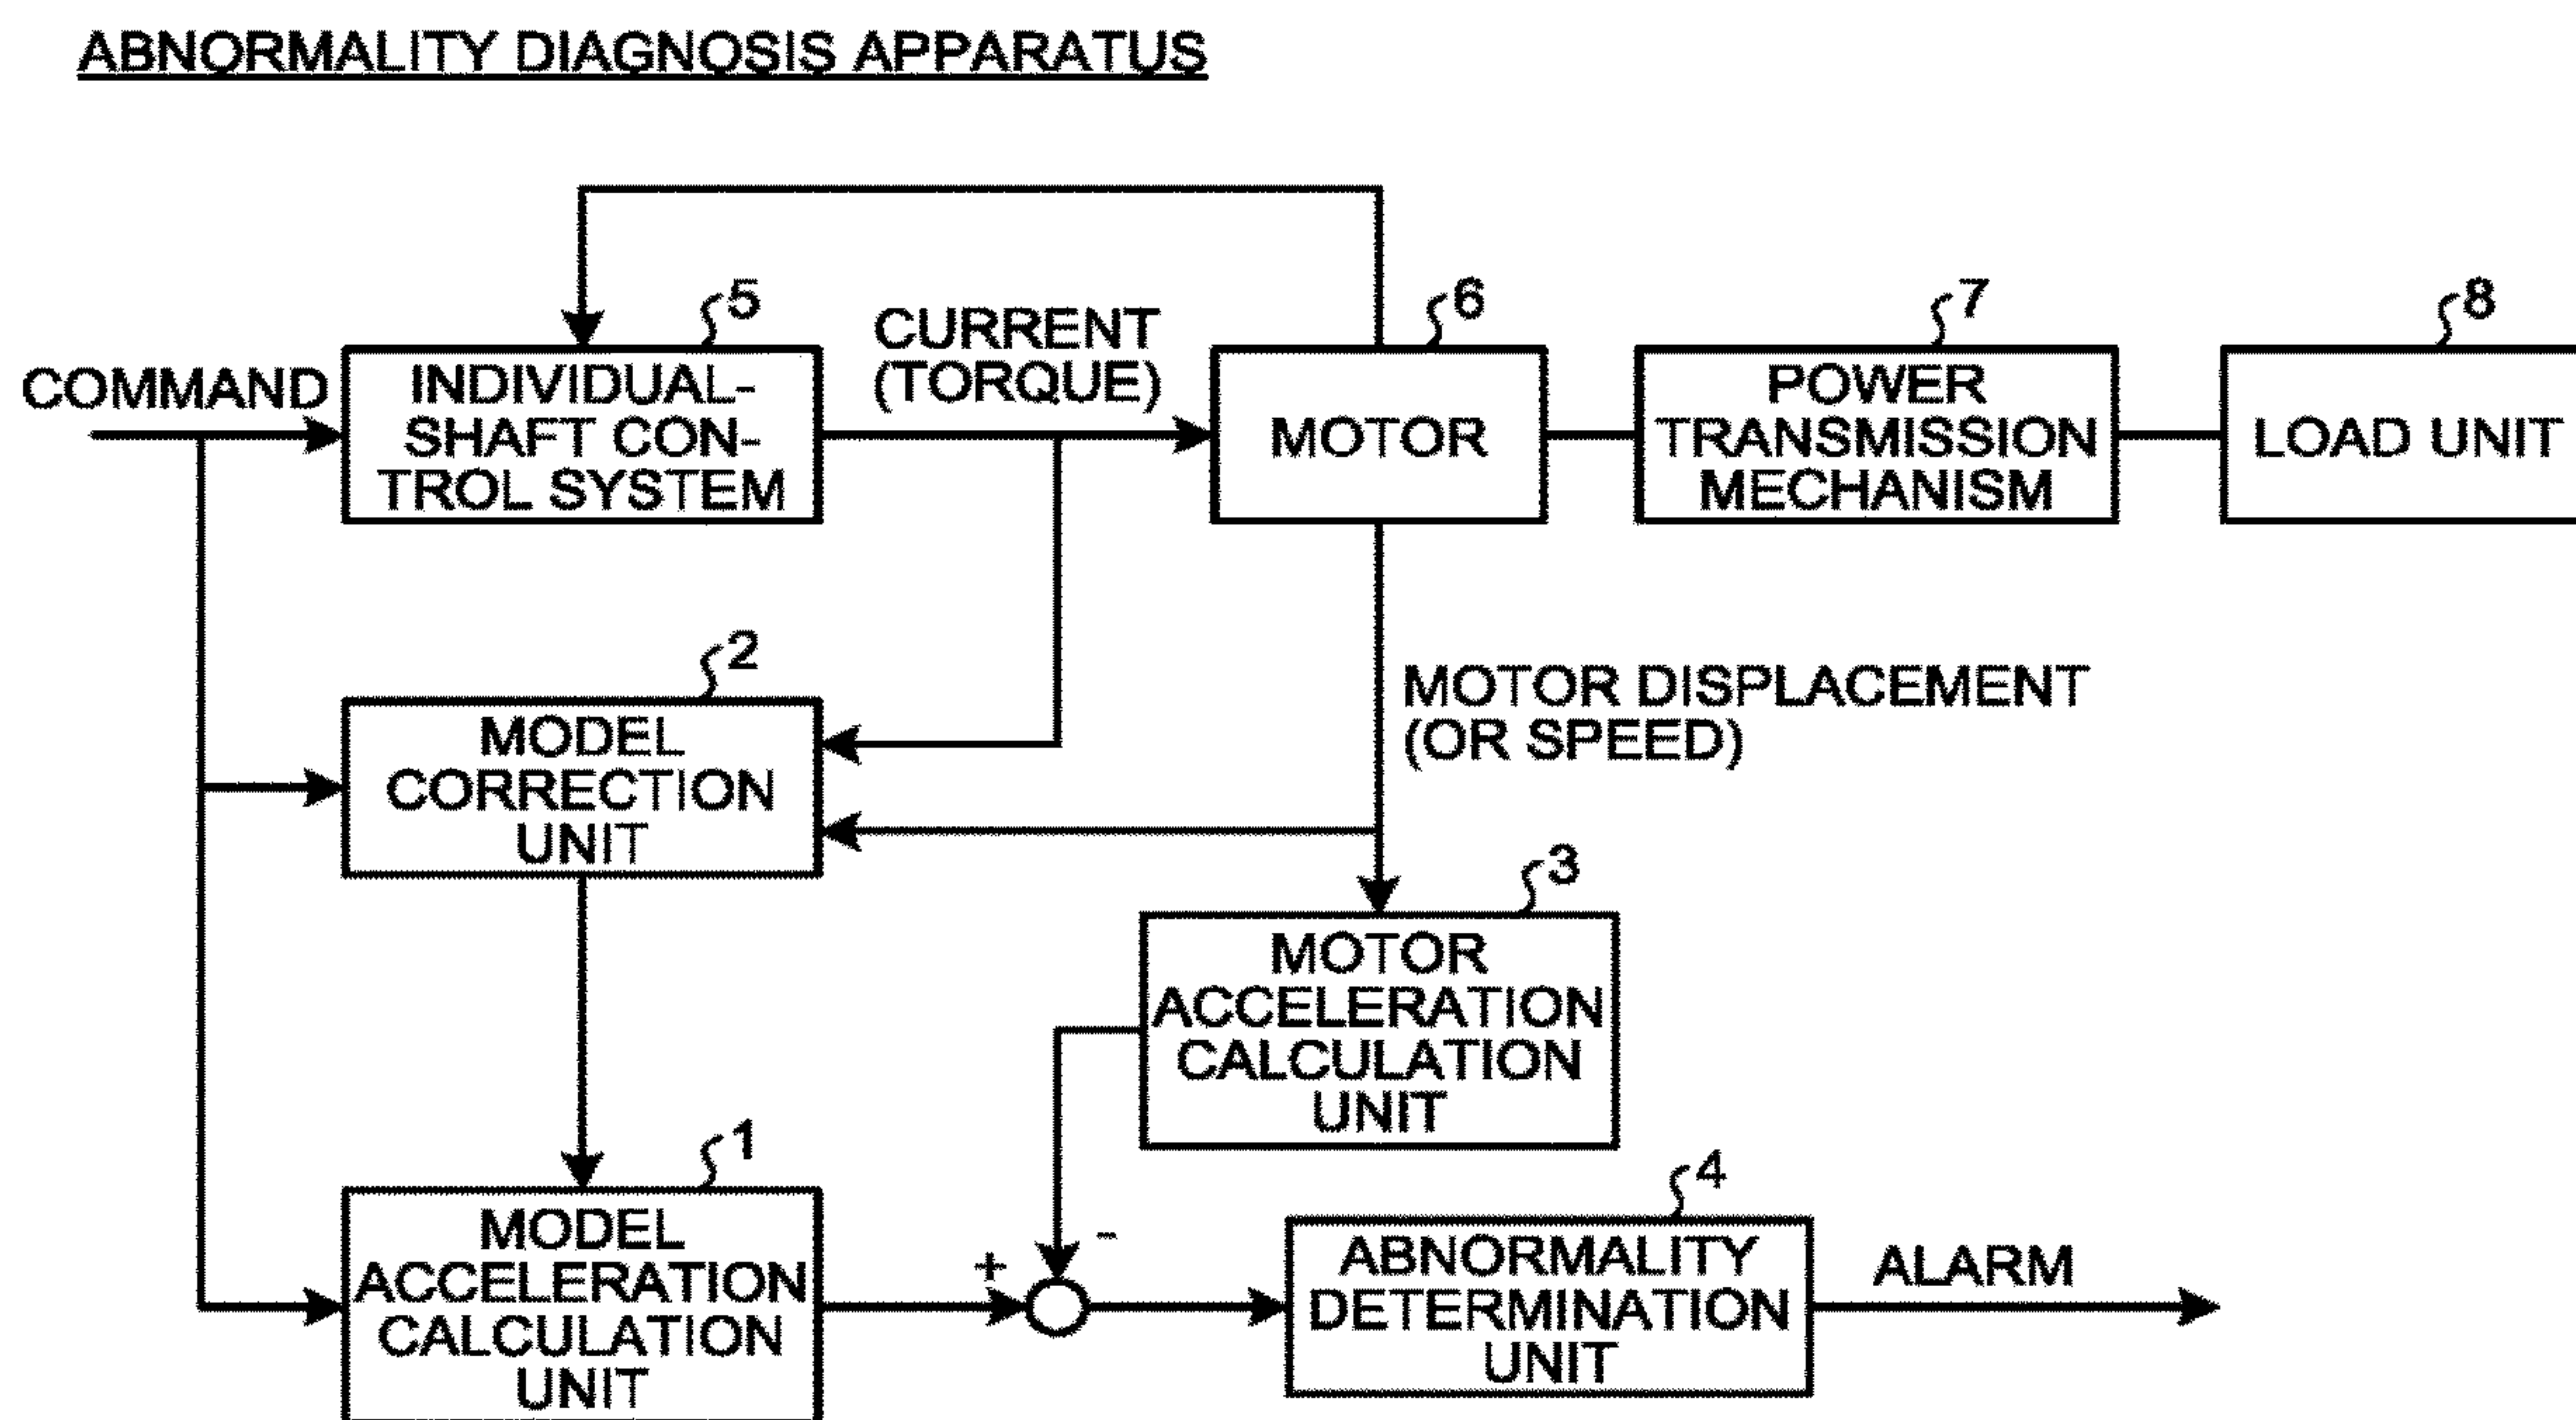 ABNORMALITY DIAGNOSIS APPARATUS
COMMAND
5
INDIVIDUAL-
SHAFT CON-
TROL SYSTEM
CURRENT
(TORQUE)
6
MOTOR
7
POWER
TRANSMISSION
MECHANISM
8
LOAD UNIT
2
MODEL
CORRECTION
UNIT
MOTOR DISPLACEMENT
(OR SPEED)
3
MOTOR
ACCELERATION
CALCULATION
UNIT
1
MODEL
ACCELERATION
CALCULATION
UNIT
+
-
4
ABNORMALITY
DETERMINATION
UNIT
ALARM